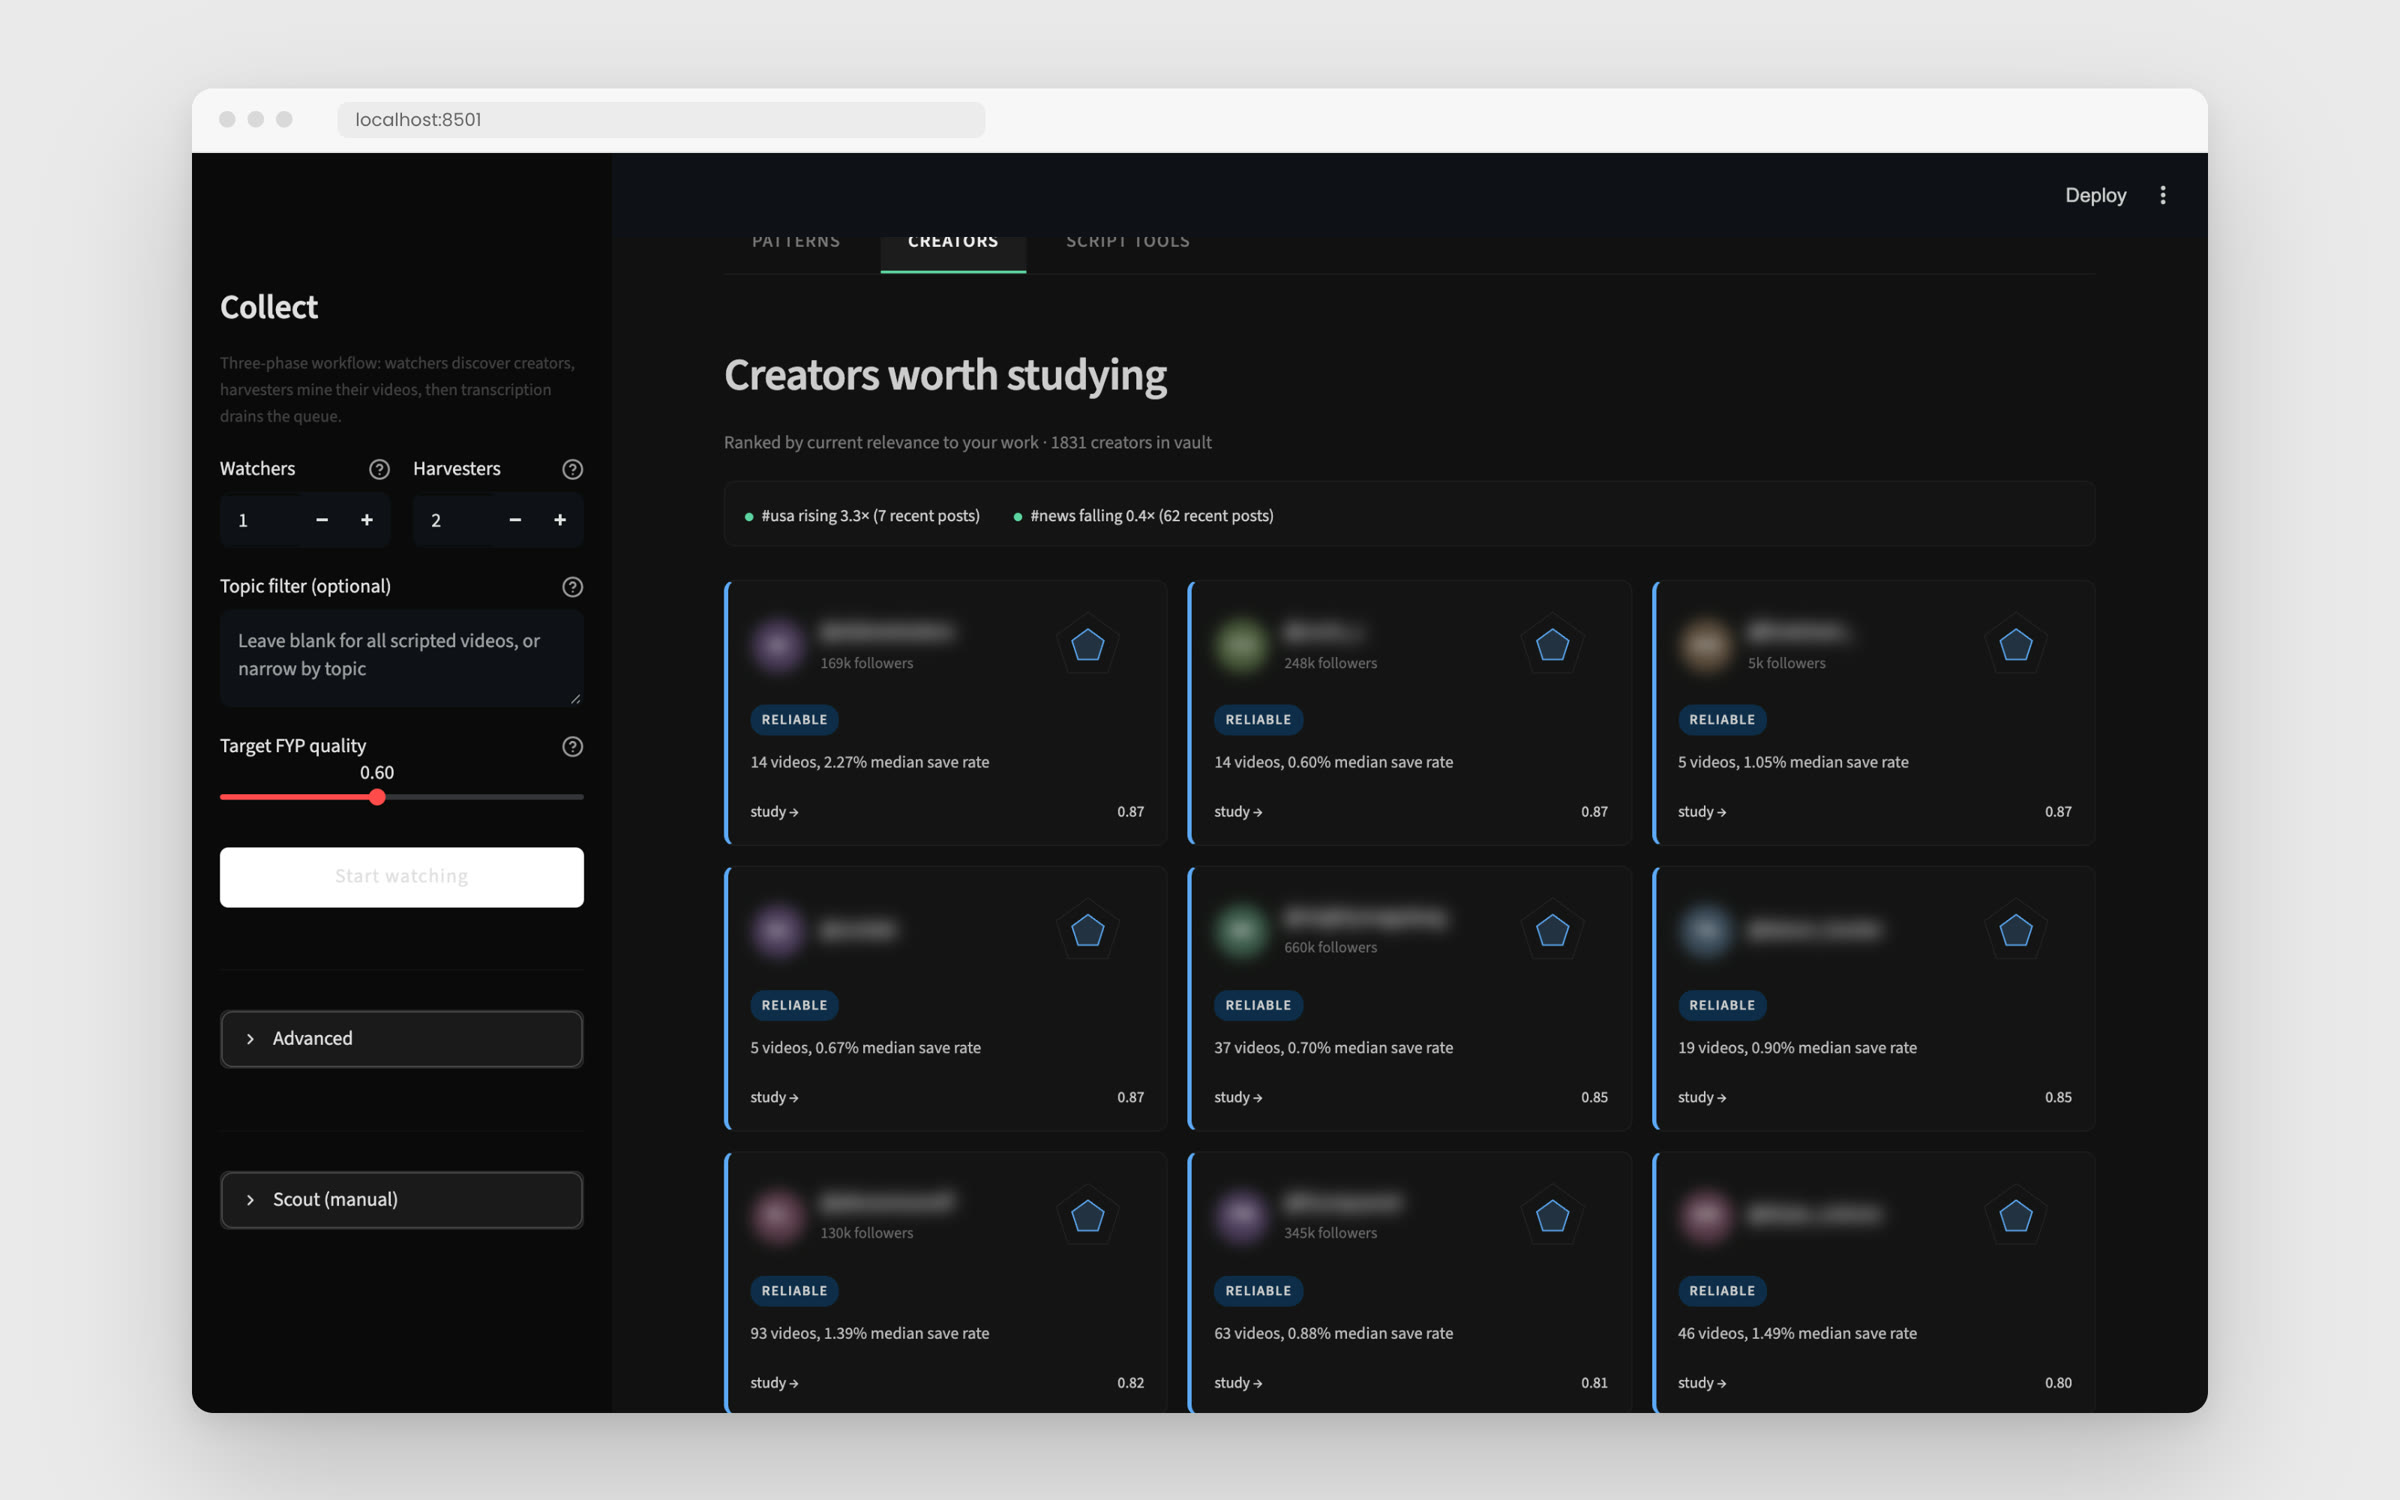 localhost:8501
Deploy
PATTERNS
CREATORS
SCRIPT TOOLS
Collect
Three-phase workflow: watchers discover creators,
harvesters mine their videos, then transcription
drains the queue.
Watchers
Harvesters
1
2
Topic filter (optional)
Leave blank for all scripted videos, or
narrow by topic
Target FYP quality
0.60
Start watching
Advanced
Scout (manual)
Creators worth studying
Ranked by current relevance to your work · 1831 creators in vault
#usa rising 3.3× (7 recent posts)
#news falling 0.4× (62 recent posts)
169k followers
RELIABLE
14 videos, 2.27% median save rate
study → 0.87
248k followers
RELIABLE
14 videos, 0.60% median save rate
study → 0.87
5k followers
RELIABLE
5 videos, 1.05% median save rate
study → 0.87
RELIABLE
5 videos, 0.67% median save rate
study → 0.87
660k followers
RELIABLE
37 videos, 0.70% median save rate
study → 0.85
RELIABLE
19 videos, 0.90% median save rate
study → 0.85
130k followers
RELIABLE
93 videos, 1.39% median save rate
study → 0.82
345k followers
RELIABLE
63 videos, 0.88% median save rate
study → 0.81
RELIABLE
46 videos, 1.49% median save rate
study → 0.80